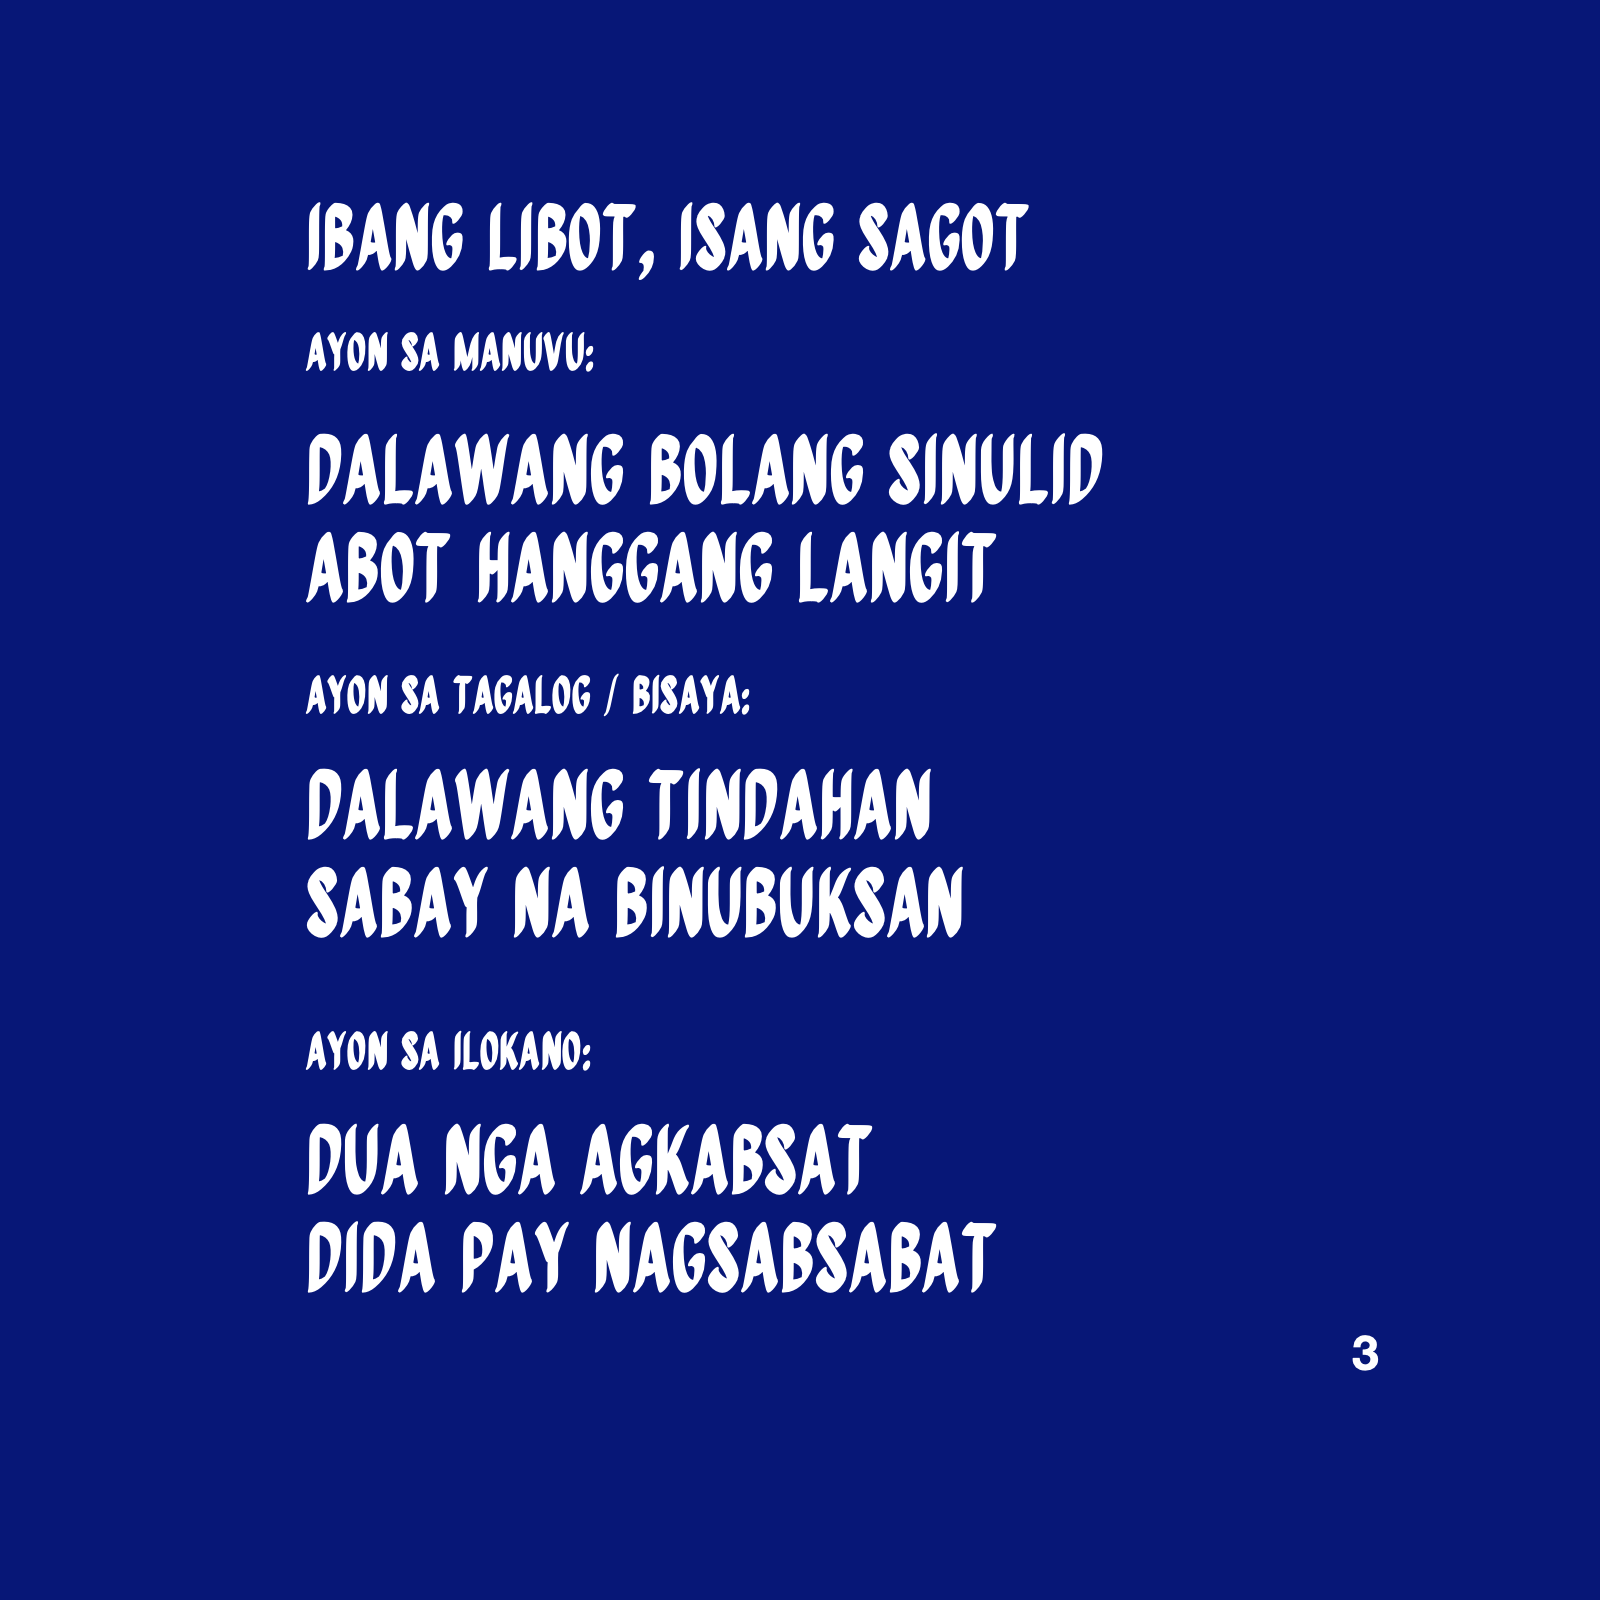 IBANG LIBOT, ISANG SAGOT
AYON SA MANUVU:
DALAWANG BOLANG SINULID
ABOT HANGGANG LANGIT
AYON SA TAGALOG / BISAYA:
DALAWANG TINDAHAN
SABAY NA BINUBUKSAN
AYON SA ILOKANO:
DUA NGA AGKABSAT
DIDA PAY NAGSABSABAT
3